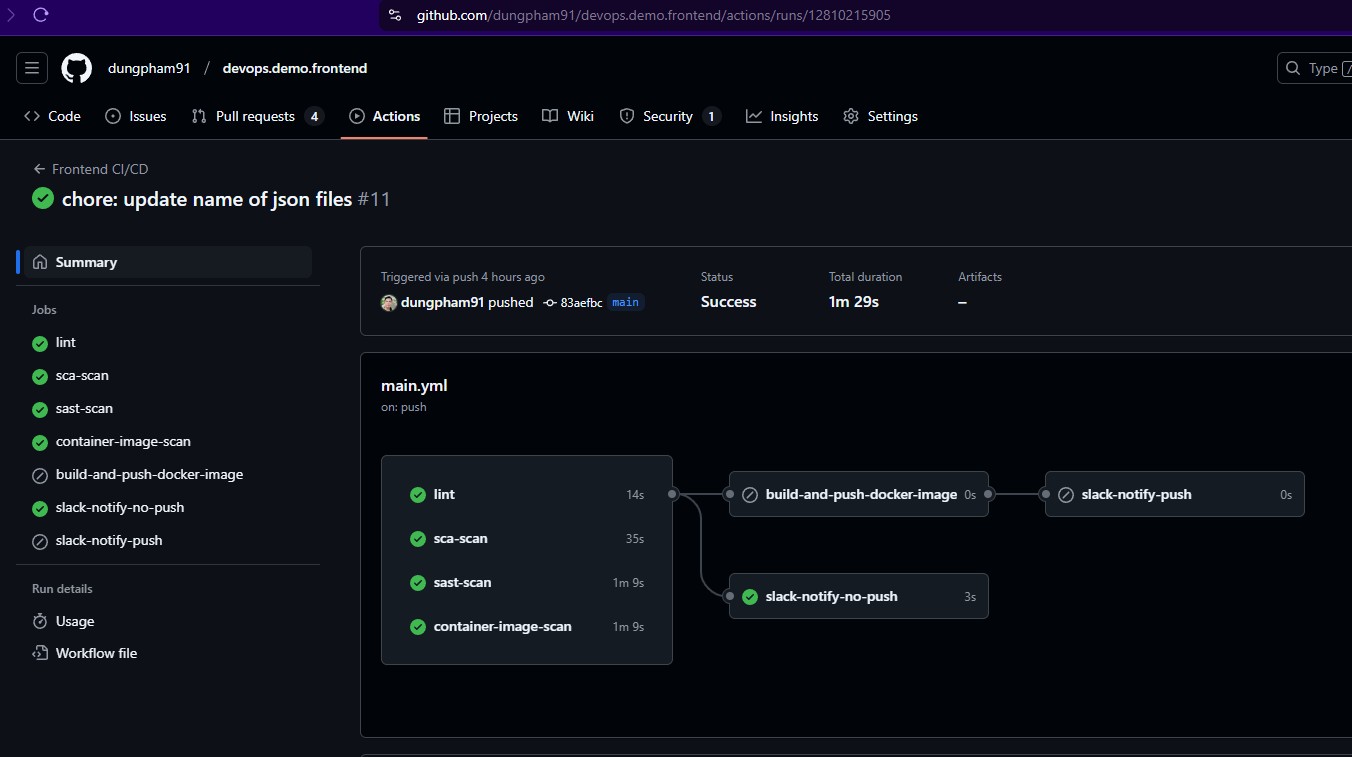 github.com/dungpham91/devops.demo.frontend/actions/runs/12810215905
dungpham91 / devops.demo.frontend
Type /
Code Issues Pull requests 4 Actions Projects Wiki Security 1 Insights Settings
← Frontend CI/CD
chore: update name of json files #11
Summary
Jobs
lint
sca-scan
sast-scan
container-image-scan
build-and-push-docker-image
slack-notify-no-push
slack-notify-push
Run details
Usage
Workflow file
Triggered via push 4 hours ago
dungpham91 pushed 83aefbc main
Status
Success
Total duration
1m 29s
Artifacts
–
main.yml
on: push
lint 14s
sca-scan 35s
sast-scan 1m 9s
container-image-scan 1m 9s
build-and-push-docker-image 0s
slack-notify-push 0s
slack-notify-no-push 3s